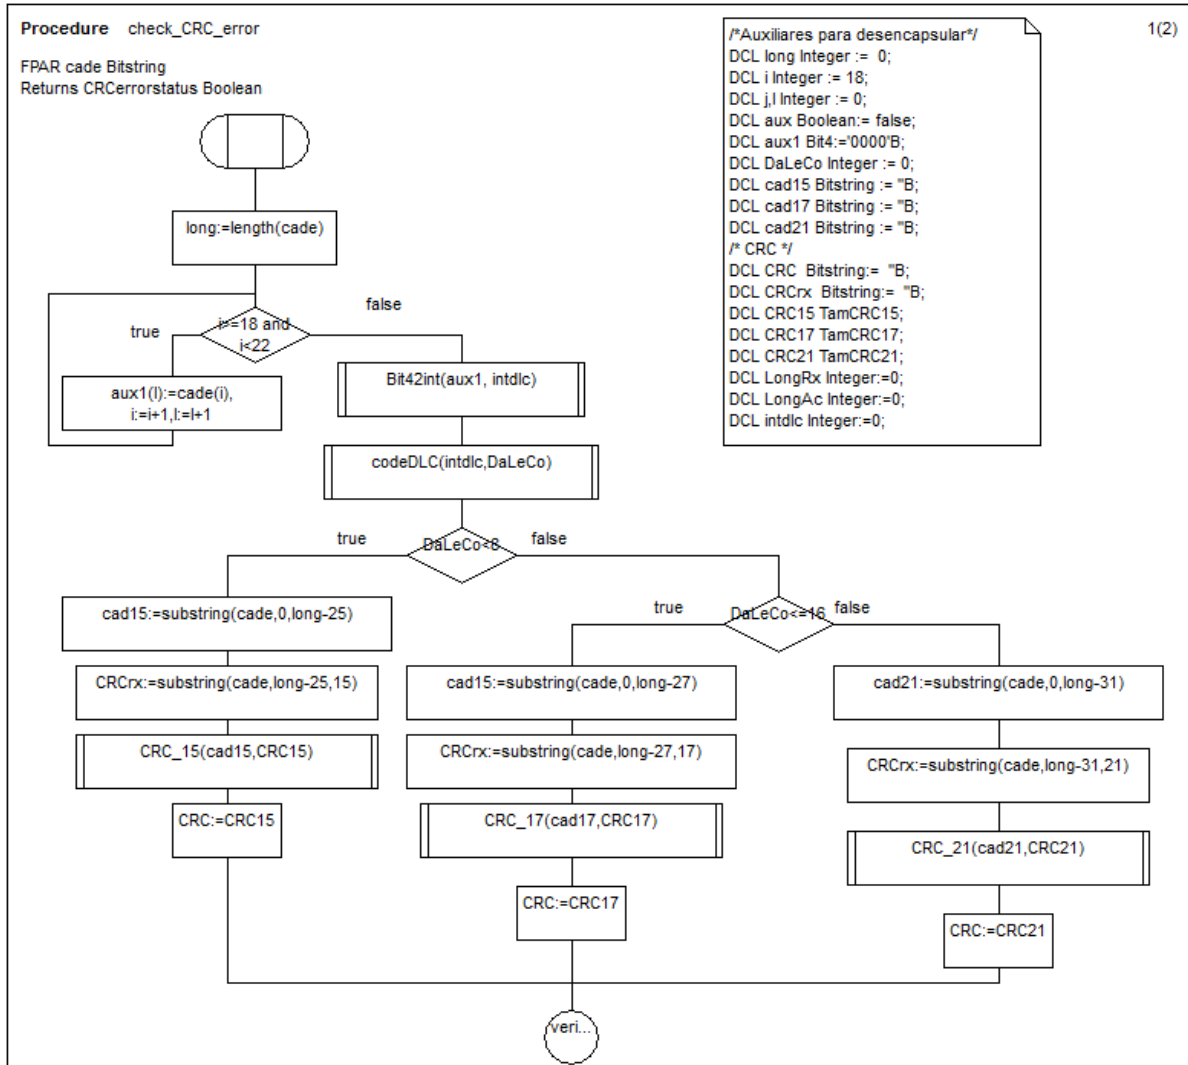 Procedure check_CRC_error
1(2)
FPAR cade Bitstring
Returns CRCerrorstatus Boolean
/*Auxiliares para desencapsular*/
DCL long Integer := 0;
DCL i Integer := 18;
DCL j,l Integer := 0;
DCL aux Boolean:= false;
DCL aux1 Bit4:='0000'B;
DCL DaLeCo Integer := 0;
DCL cad15 Bitstring := ''B;
DCL cad17 Bitstring := ''B;
DCL cad21 Bitstring := ''B;
/* CRC */
DCL CRC Bitstring:= ''B;
DCL CRCrx Bitstring:= ''B;
DCL CRC15 TamCRC15;
DCL CRC17 TamCRC17;
DCL CRC21 TamCRC21;
DCL LongRx Integer:=0;
DCL LongAc Integer:=0;
DCL intdlc Integer:=0;
long:=length(cade)
i>=18 and
i<22
true
false
aux1(l):=cade(i),
i:=i+1,l:=l+1
Bit42int(aux1, intdlc)
codeDLC(intdlc,DaLeCo)
DaLeCo<8
true
false
cad15:=substring(cade,0,long-25)
CRCrx:=substring(cade,long-25,15)
CRC_15(cad15,CRC15)
CRC:=CRC15
DaLeCo<=16
true
false
cad15:=substring(cade,0,long-27)
CRCrx:=substring(cade,long-27,17)
CRC_17(cad17,CRC17)
CRC:=CRC17
cad21:=substring(cade,0,long-31)
CRCrx:=substring(cade,long-31,21)
CRC_21(cad21,CRC21)
CRC:=CRC21
veri...